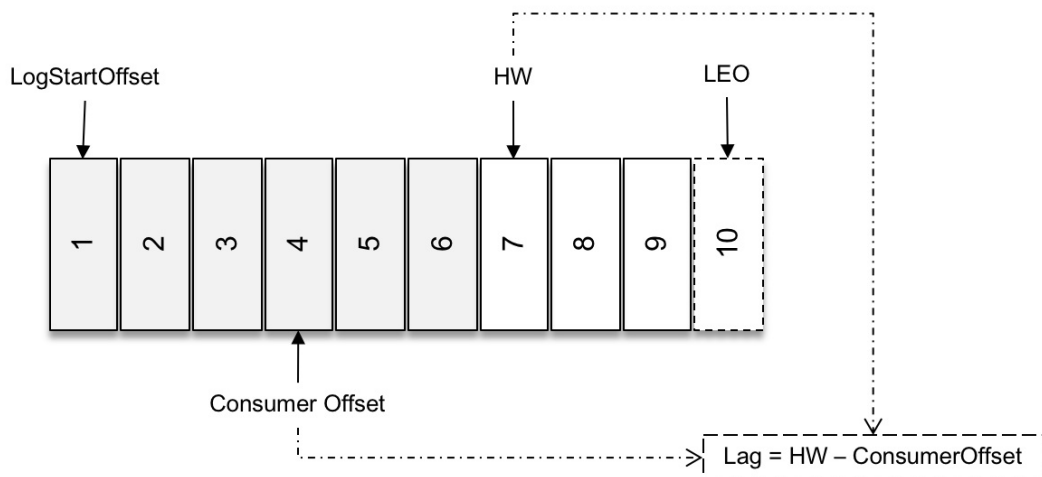 LogStartOffset
HW
LEO
1
2
3
4
5
6
7
8
9
10
Consumer Offset
Lag = HW – ConsumerOffset